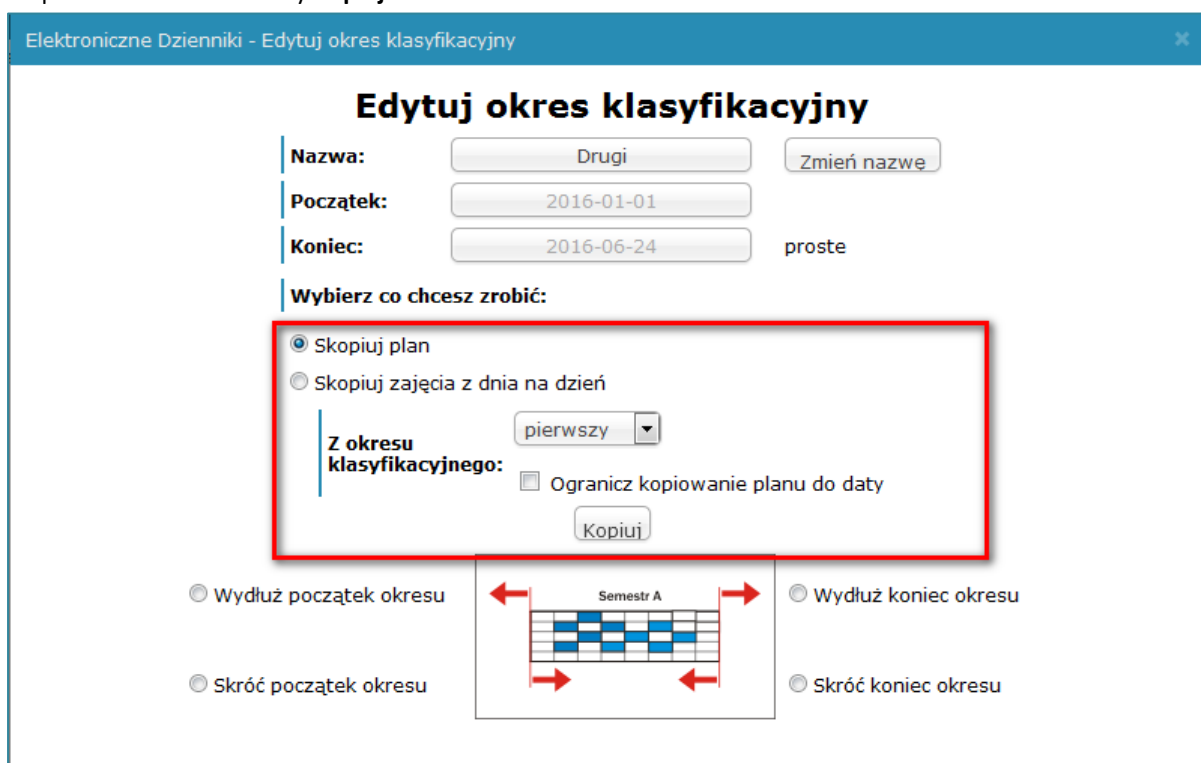 Elektroniczne Dzienniki - Edytuj okres klasyfikacyjny
Edytuj okres klasyfikacyjny
Nazwa: Drugi Zmień nazwę
Początek: 2016-01-01
Koniec: 2016-06-24 proste
Wybierz co chcesz zrobić:
Skopiuj plan
Skopiuj zajęcia z dnia na dzień
Z okresu klasyfikacyjnego: pierwszy
Ogranicz kopiowanie planu do daty
Kopiuj
Wydłuż początek okresu Semestr A Wydłuż koniec okresu
Skróć początek okresu Skróć koniec okresu